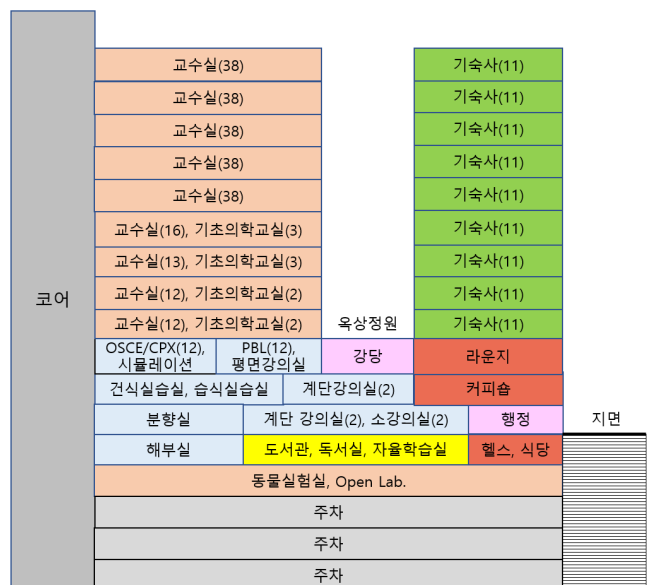 코어
교수실(38)
기숙사(11)
교수실(38)
기숙사(11)
교수실(38)
기숙사(11)
교수실(38)
기숙사(11)
교수실(38)
기숙사(11)
교수실(16), 기초의학교실(3)
기숙사(11)
교수실(13), 기초의학교실(3)
기숙사(11)
교수실(12), 기초의학교실(2)
기숙사(11)
교수실(12), 기초의학교실(2)
옥상정원
기숙사(11)
OSCE/CPX(12),
시뮬레이션
PBL(12),
평면강의실
강당
라운지
건식실습실, 습식실습실
계단강의실(2)
커피숍
분향실
계단 강의실(2), 소강의실(2)
행정
지면
해부실
도서관, 독서실, 자율학습실
헬스, 식당
동물실험실, Open Lab.
주차
주차
주차